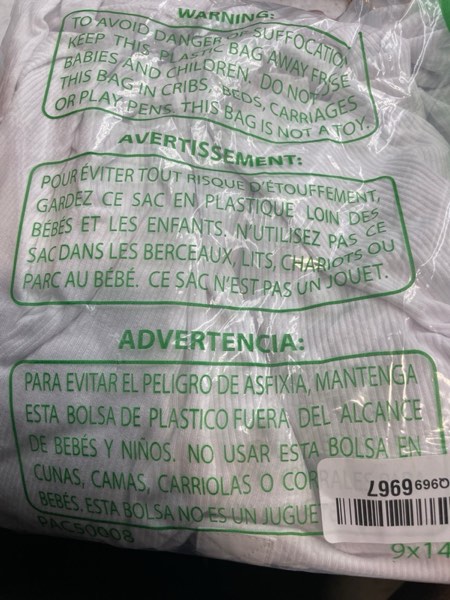 WARNING:
TO AVOID DANGER OF SUFFOCATION
KEEP THIS PLASTIC BAG AWAY
BABIES AND CHILDREN. DO NOT
THIS BAG IN CRIBS, BEDS, CARRIAGES
OR PLAY PENS. THIS BAG IS NOT A TOY.
AVERTISSEMENT:
POUR ÉVITER TOUT RISQUE D'ÉTOUFFEMENT,
GARDEZ CE SAC EN PLASTIQUE LOIN DES
BEBÉS ET LES ENFANTS. N'UTILISEZ PAS CE
SAC DANS LES BERCEAUX, LITS, CHARIOTS OU
PARC AU BÉBÉ. CE SAC N'EST PAS UN JOUET.
ADVERTENCIA:
PARA EVITAR EL PELIGRO DE ASFIXIA, MANTENGA
ESTA BOLSA DE PLASTICO FUERA DEL ALCANCE
DE BEBÉS Y NIÑOS. NO USAR ESTA BOLSA EN
CUNAS, CAMAS, CARRIOLAS O CORRALES
BEBÉS. ESTA BOLSA NO ES UN JUGUET
PAC50008
9x14